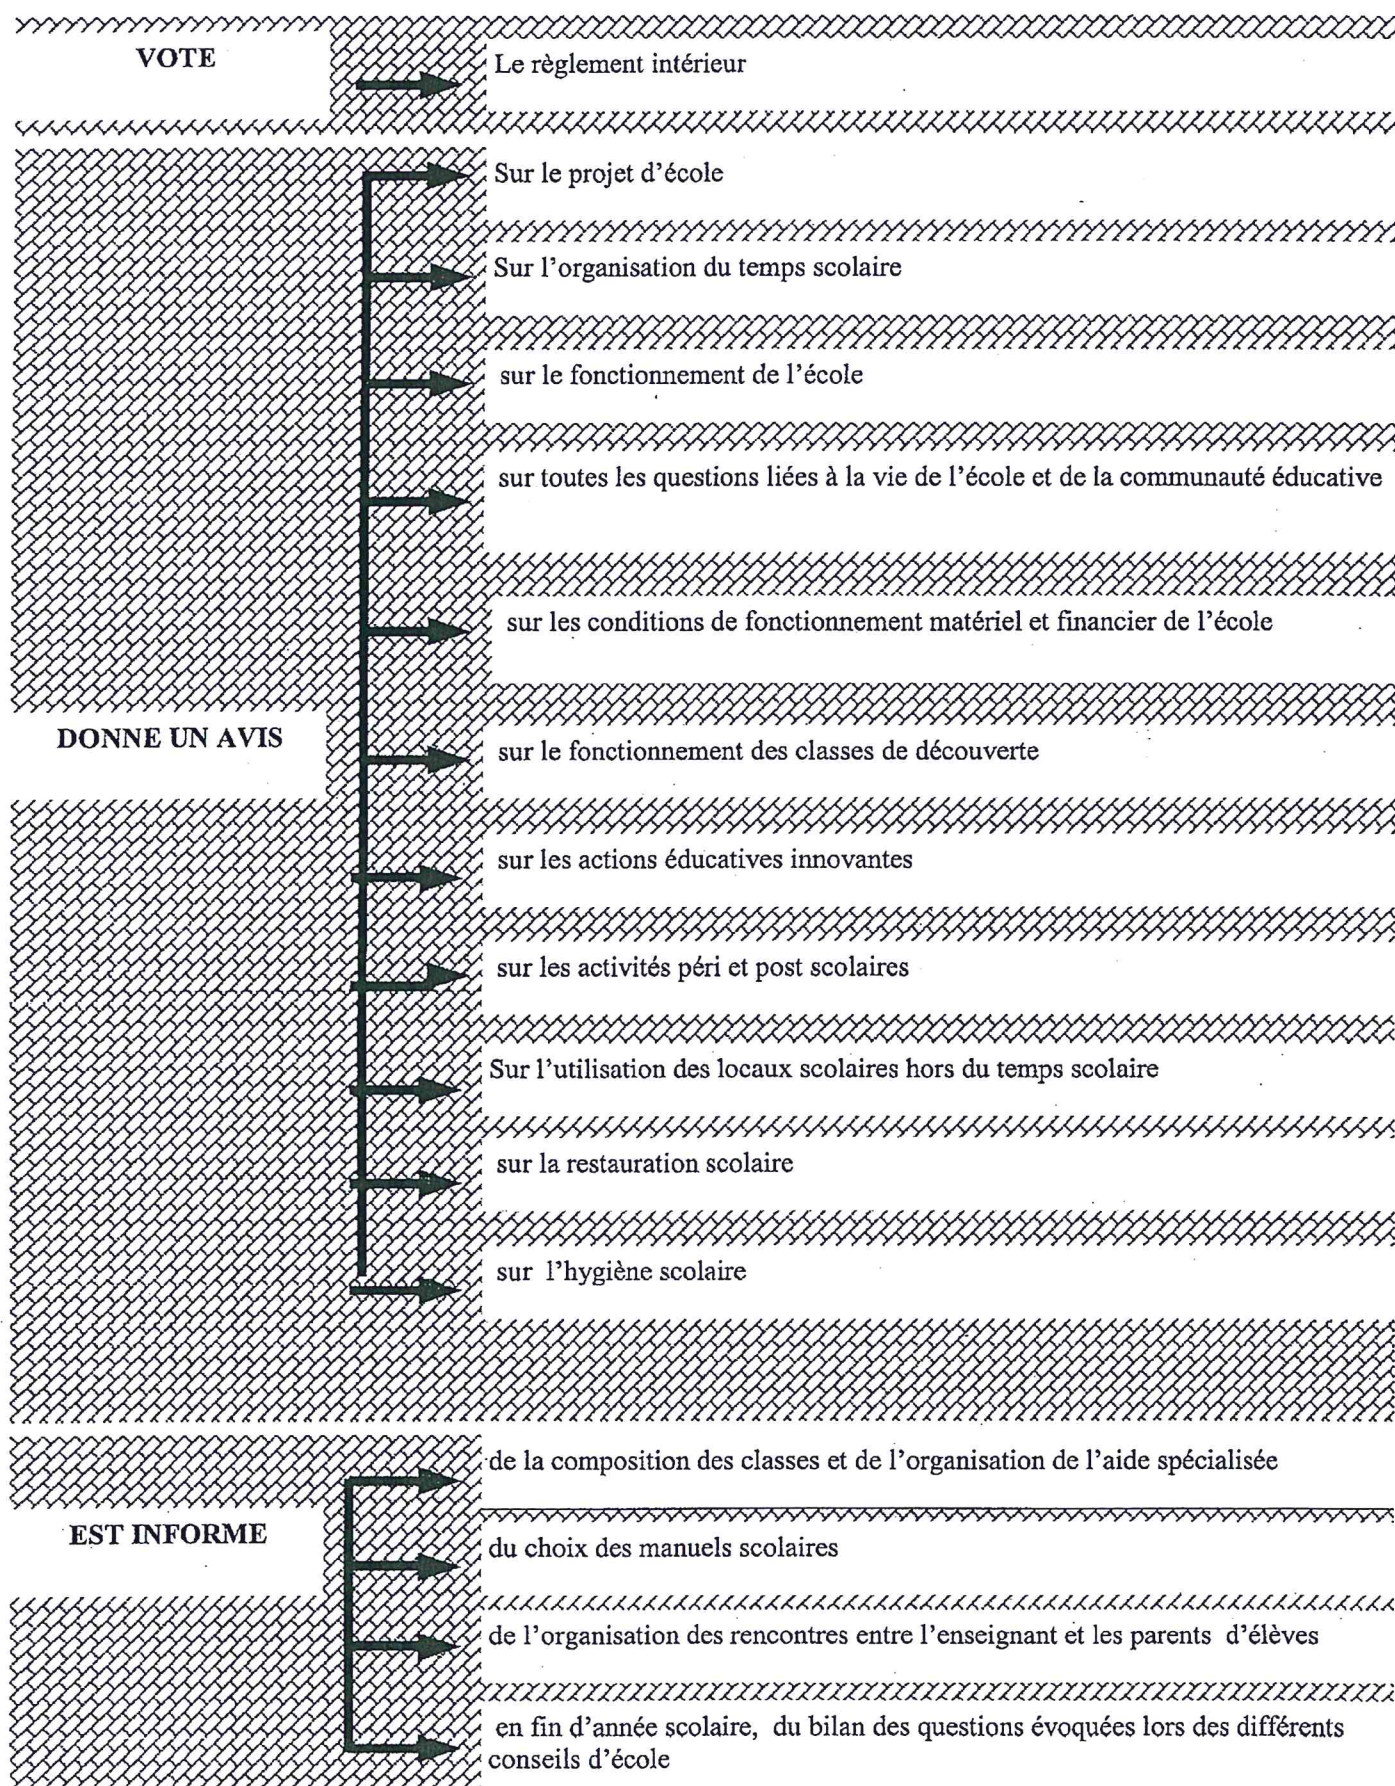 VOTE
Le règlement intérieur
Sur le projet d'école
Sur l'organisation du temps scolaire
sur le fonctionnement de l'école
sur toutes les questions liées à la vie de l'école et de la communauté éducative
sur les conditions de fonctionnement matériel et financier de l'école
DONNE UN AVIS
sur le fonctionnement des classes de découverte
sur les actions éducatives innovantes
sur les activités péri et post scolaires
Sur l'utilisation des locaux scolaires hors du temps scolaire
sur la restauration scolaire
sur l'hygiène scolaire
de la composition des classes et de l'organisation de l'aide spécialisée
EST INFORME
du choix des manuels scolaires
de l'organisation des rencontres entre l'enseignant et les parents d'élèves
en fin d'année scolaire, du bilan des questions évoquées lors des différents
conseils d'école